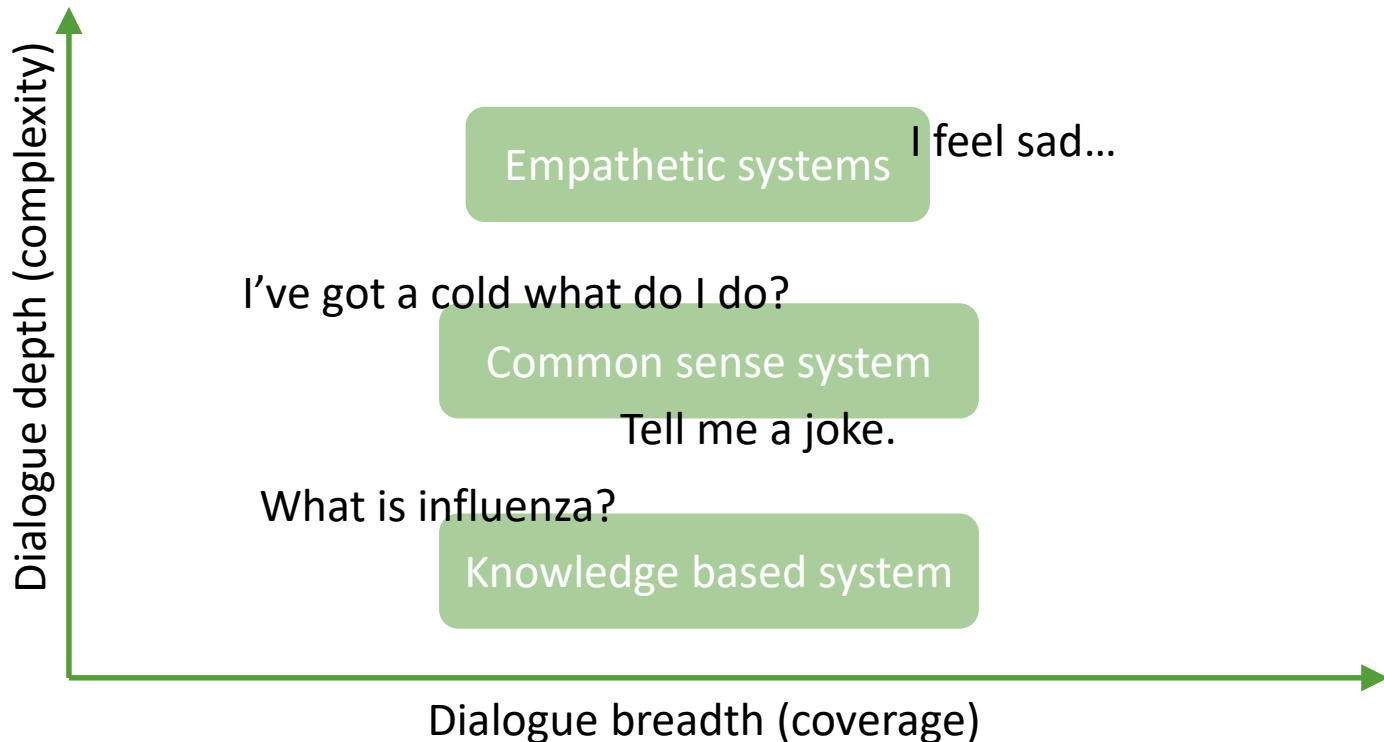 Dialogue depth (complexity)
Empathetic systems
I feel sad…
I’ve got a cold what do I do?
Common sense system
Tell me a joke.
What is influenza?
Knowledge based system
Dialogue breadth (coverage)